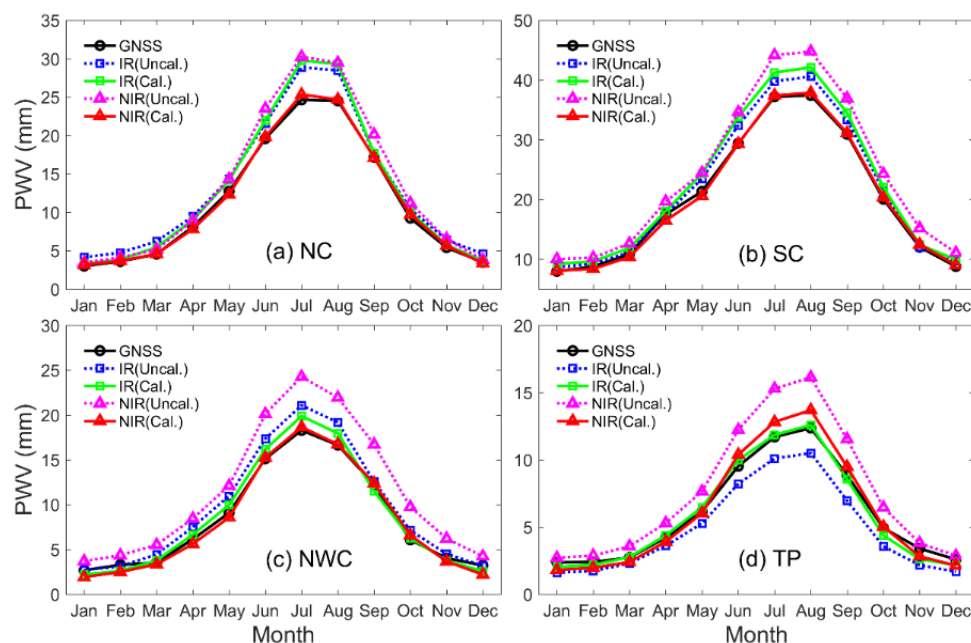 35
30
25
20
15
10
5
0
PWV (mm)
GNSS
IR(Uncal.)
IR(Cal.)
NIR(Uncal.)
NIR(Cal.)
(a) NC
Jan Feb Mar Apr May Jun Jul Aug Sep Oct Nov Dec
50
40
30
20
10
GNSS
IR(Uncal.)
IR(Cal.)
NIR(Uncal.)
NIR(Cal.)
(b) SC
Jan Feb Mar Apr May Jun Jul Aug Sep Oct Nov Dec
30
25
20
15
10
5
0
PWV (mm)
GNSS
IR(Uncal.)
IR(Cal.)
NIR(Uncal.)
NIR(Cal.)
(c) NWC
Jan Feb Mar Apr May Jun Jul Aug Sep Oct Nov Dec
Month
20
15
10
5
0
GNSS
IR(Uncal.)
IR(Cal.)
NIR(Uncal.)
NIR(Cal.)
(d) TP
Jan Feb Mar Apr May Jun Jul Aug Sep Oct Nov Dec
Month